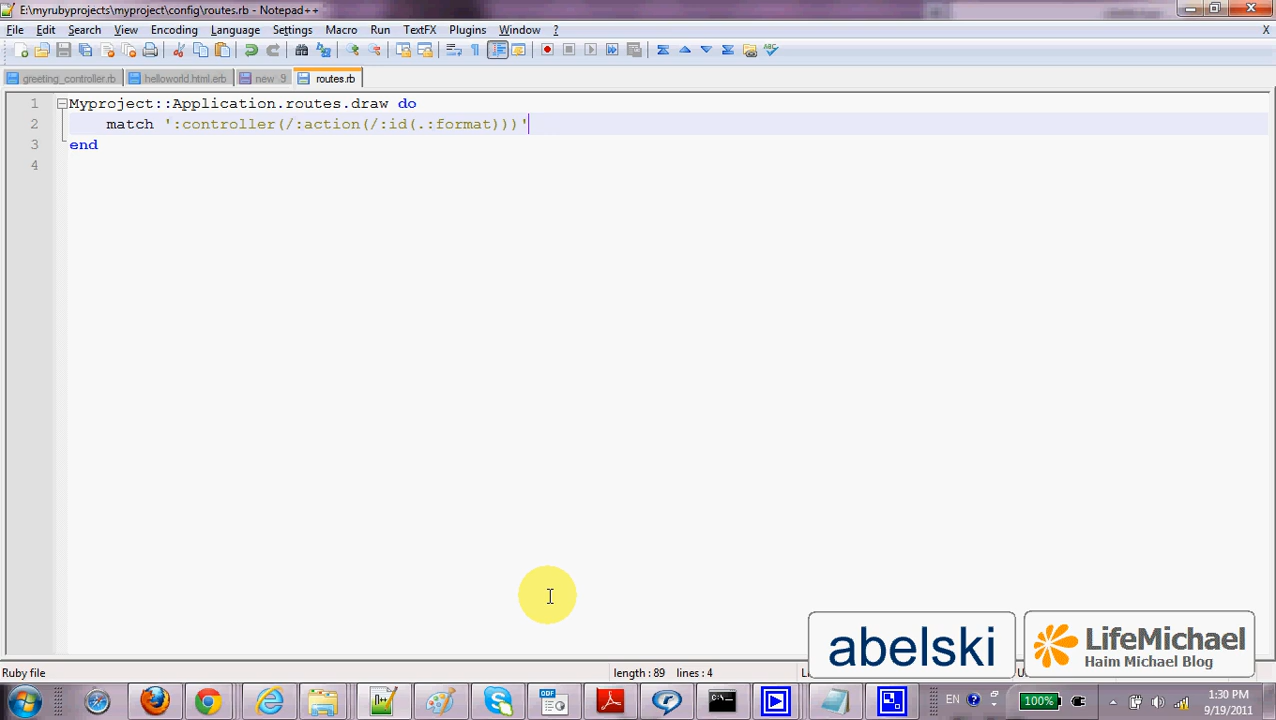 E:\myrubyprojects\myproject\config\routes.rb - Notepad++
File Edit Search View Encoding Language Settings Macro Run TextFX Plugins Window ? X
greeting_controller.rb helloworld.html.erb new 9 routes.rb
1 Myproject::Application.routes.draw do
2 match ':controller(/:action(/:id(.:format)))'
3 end
4
abelski
LifeMichael
Haim Michael Blog
Ruby file length : 89 lines : 4
EN 100% 1:30 PM
9/19/2011